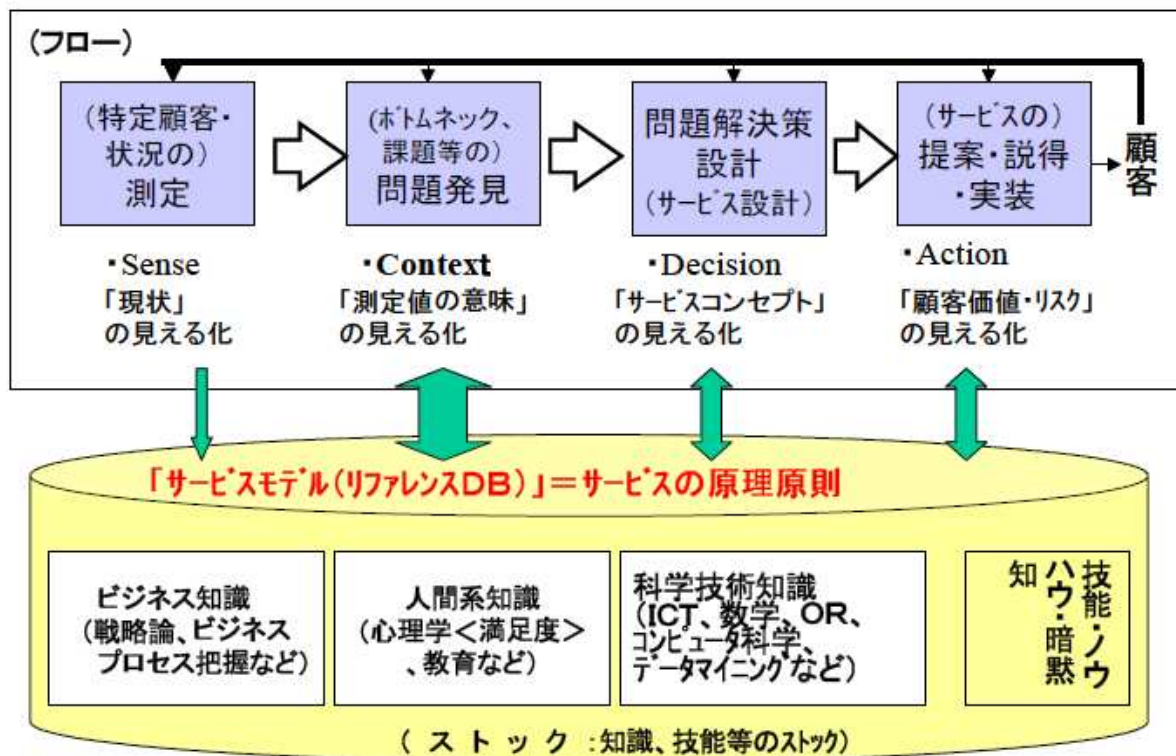 (フロー)
(特定顧客・
状況の)
測定
(ボトムネック、
課題等の)
問題発見
問題解決策
設計
(サービス設計)
(サービスの)
提案・説得
・実装
顧客
・Sense
「現状」
の見える化
・Context
「測定値の意味」
の見える化
・Decision
「サービスコンセプト」
の見える化
・Action
「顧客価値・リスク」
の見える化
「サービスモデル(リファレンスDB)」=サービスの原理原則
ビジネス知識
(戦略論、ビジネス
プロセス把握など)
人間系知識
(心理学<満足度>
、教育など)
科学技術知識
(ICT、数学、OR、
コンピュータ科学、
データマイニングなど)
技能・ノウ
ハウ・暗黙
知
(ストック:知識、技能等のストック)